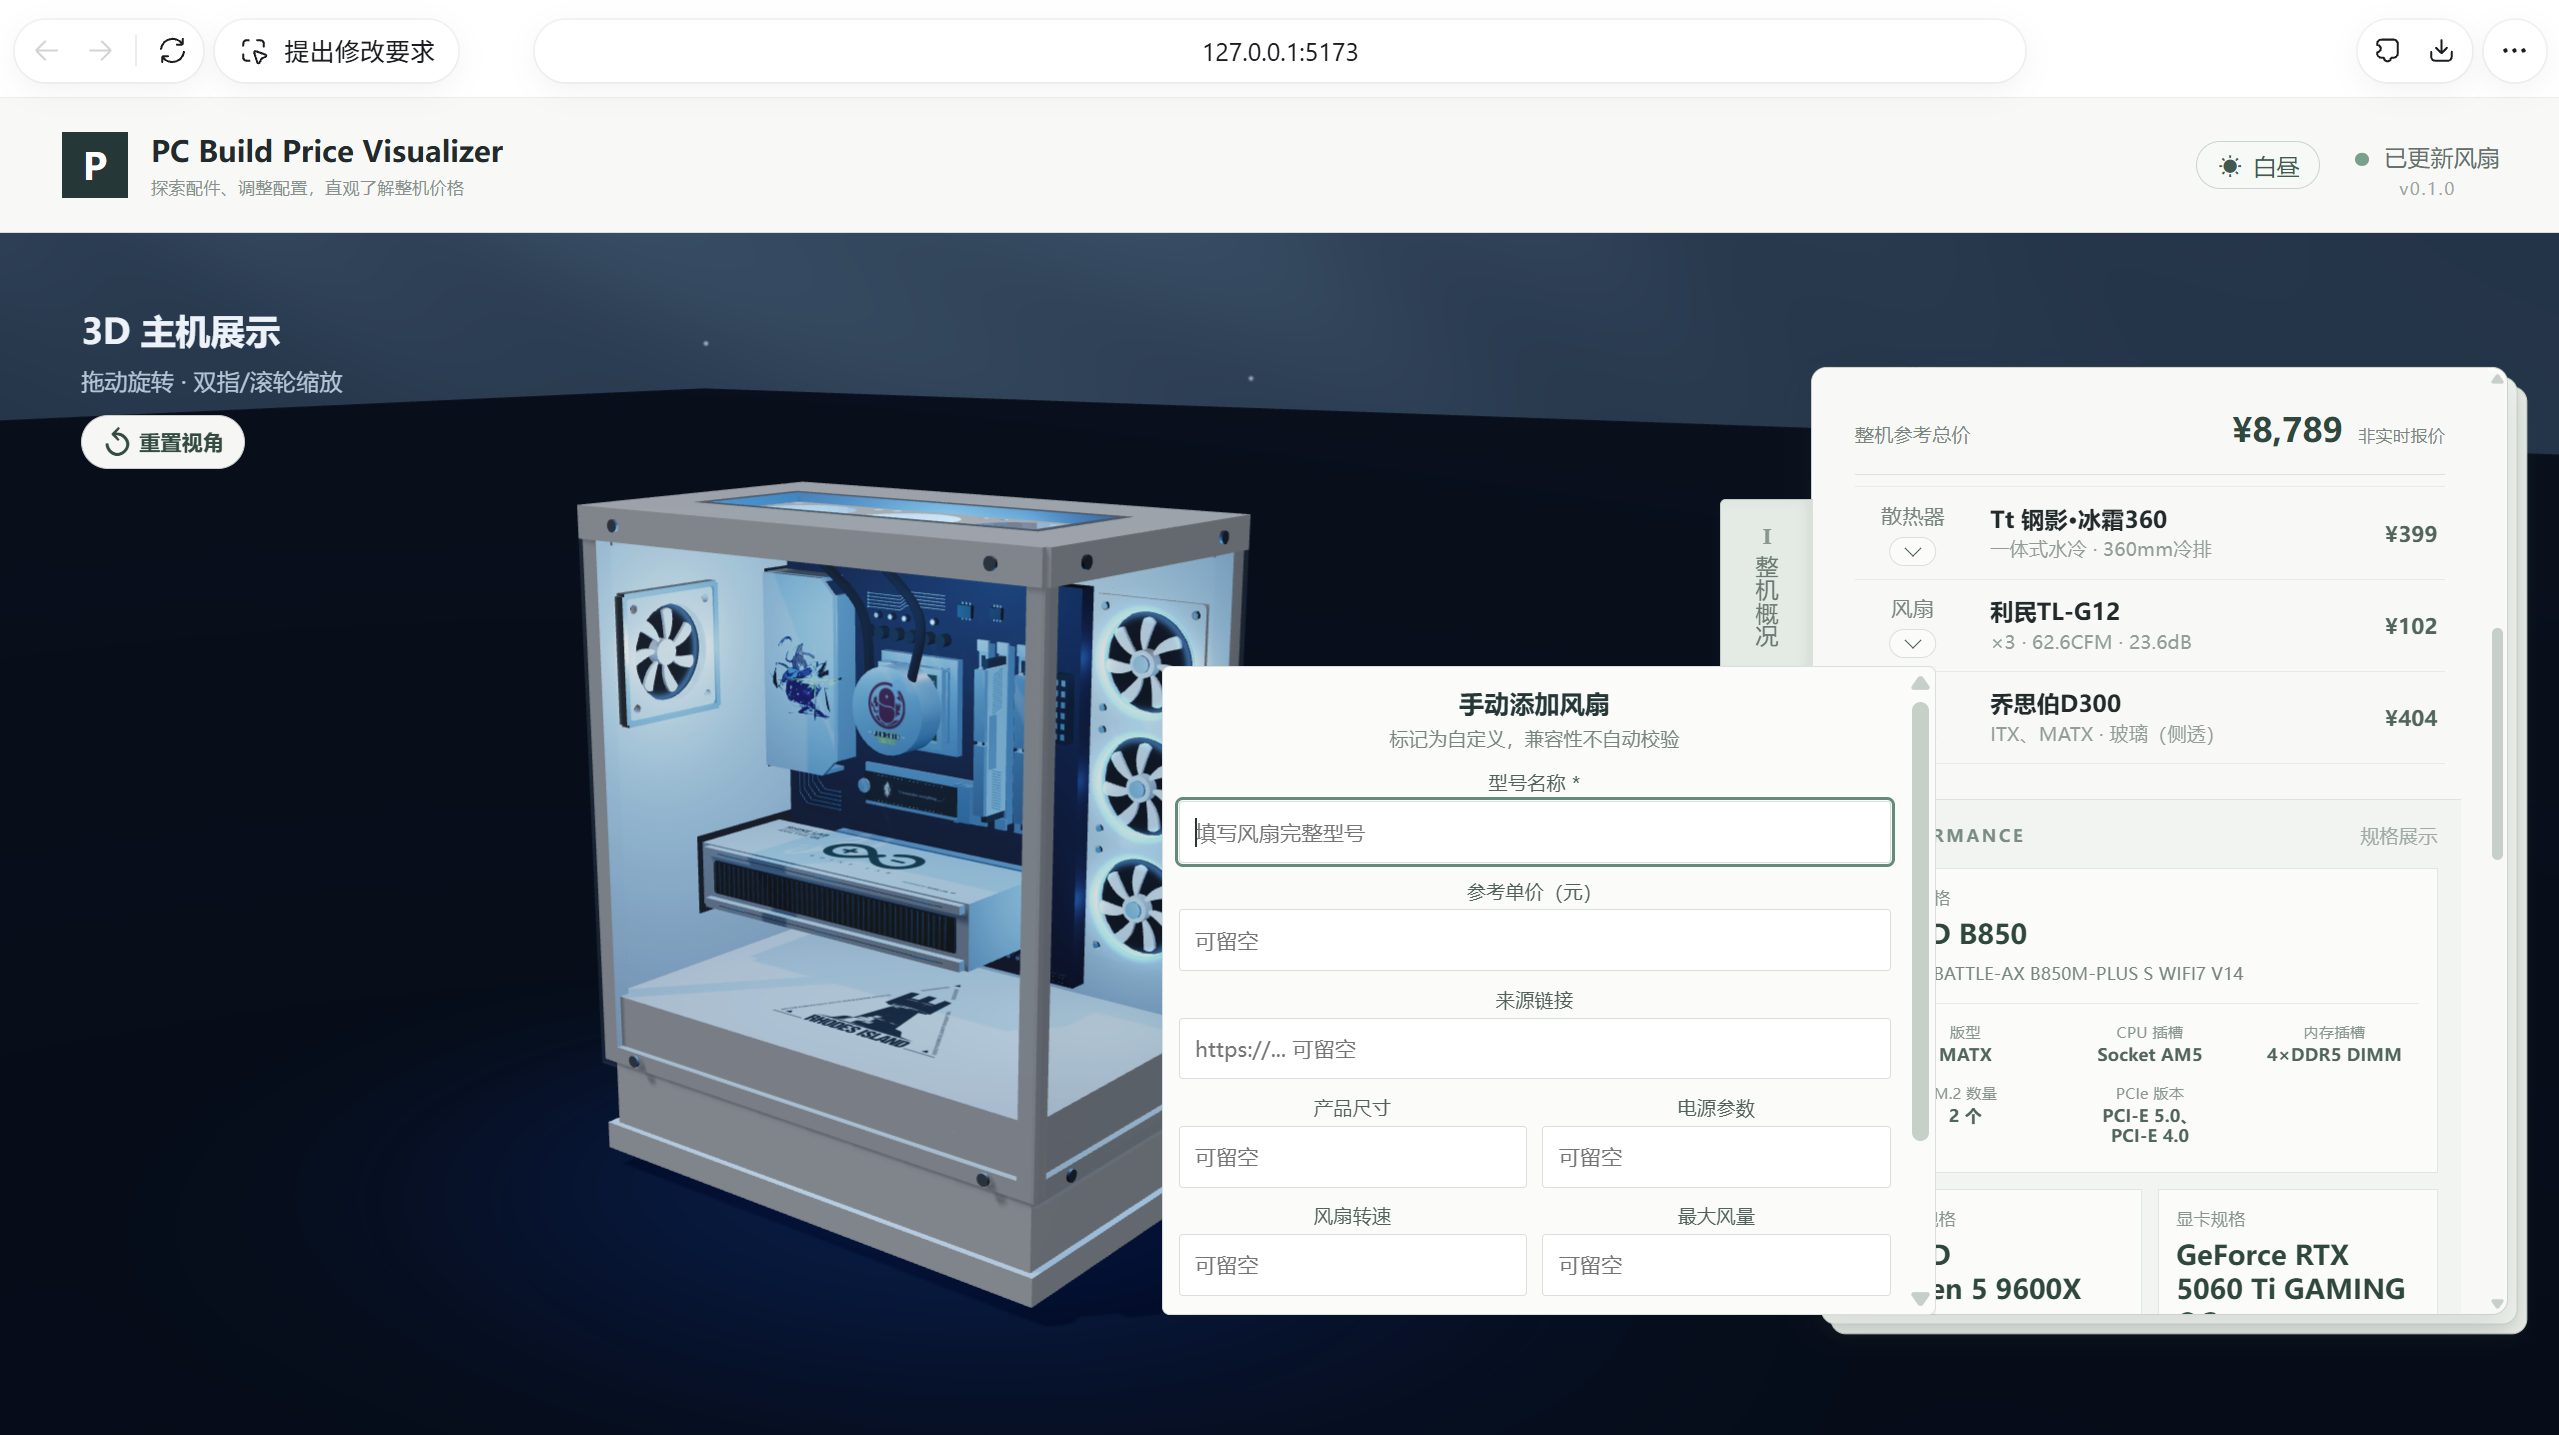 提出修改要求
127.0.0.1:5173
P
PC Build Price Visualizer
探索配件、调整配置，直观了解整机价格
白昼
已更新风扇
v0.1.0
3D 主机展示
拖动旋转 · 双指/滚轮缩放
重置视角
RHODES ISLAND
I
整机概况
整机参考总价
¥8,789 非实时报价
散热器
Tt 钢影•冰霜360
一体式水冷 · 360mm冷排
¥399
风扇
利民TL-G12
×3 · 62.6CFM · 23.6dB
¥102
乔思伯D300
ITX、MATX · 玻璃（侧透）
¥404
手动添加风扇
标记为自定义，兼容性不自动校验
型号名称 *
填写风扇完整型号
参考单价（元）
可留空
来源链接
https://... 可留空
产品尺寸
可留空
电源参数
可留空
风扇转速
可留空
最大风量
可留空
RMANCE
规格展示
格
D B850
BATTLE-AX B850M-PLUS S WIFI7 V14
版型
MATX
CPU 插槽
Socket AM5
内存插槽
4×DDR5 DIMM
M.2 数量
2 个
PCIe 版本
PCI-E 5.0、
PCI-E 4.0
格
D
en 5 9600X
显卡规格
GeForce RTX
5060 Ti GAMING